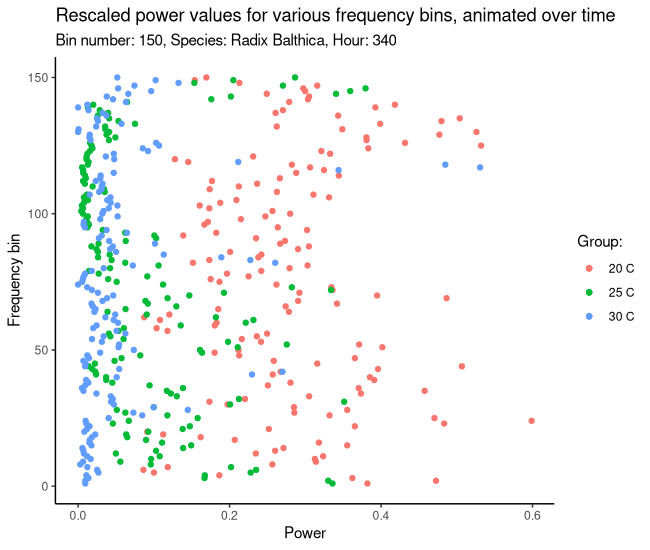 Rescaled power values for various frequency bins, animated over time
Bin number: 150, Species: Radix Balthica, Hour: 340
150
100
50
0
Frequency bin
0.0 0.2 0.4 0.6
Power
Group:
20 C
25 C
30 C